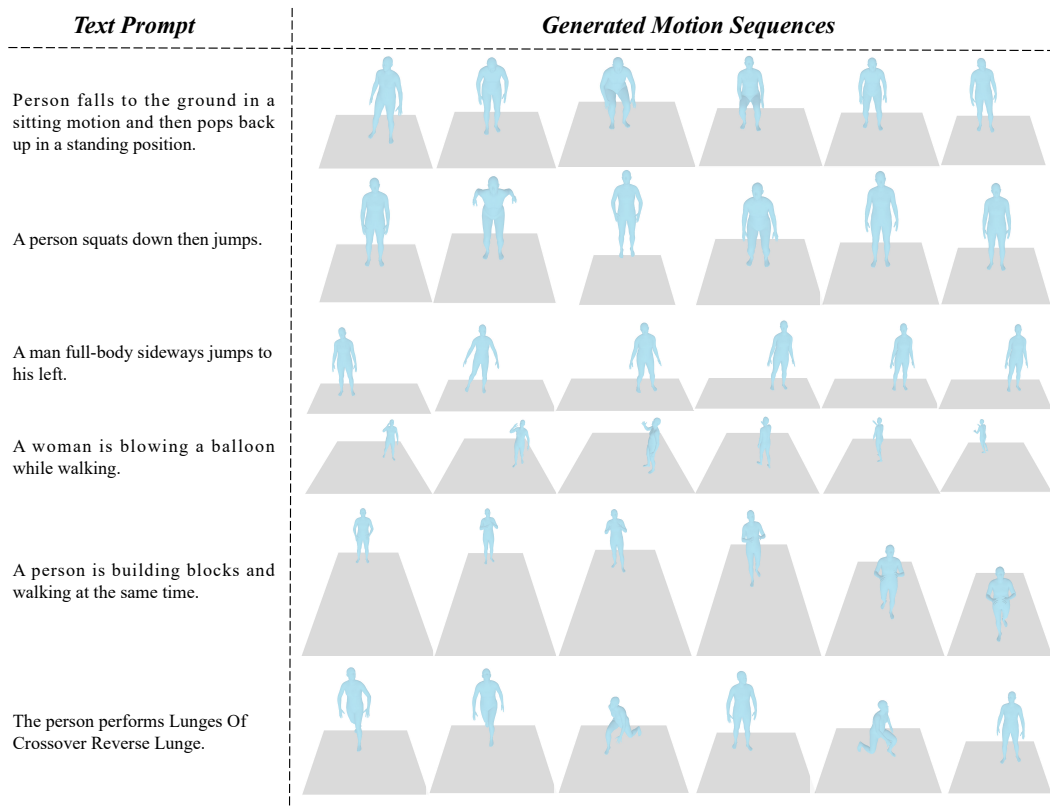 Text Prompt
Generated Motion Sequences
Person falls to the ground in a
sitting motion and then pops back
up in a standing position.
A person squats down then jumps.
A man full-body sideways jumps to
his left.
A woman is blowing a balloon
while walking.
A person is building blocks and
walking at the same time.
The person performs Lunges Of
Crossover Reverse Lunge.